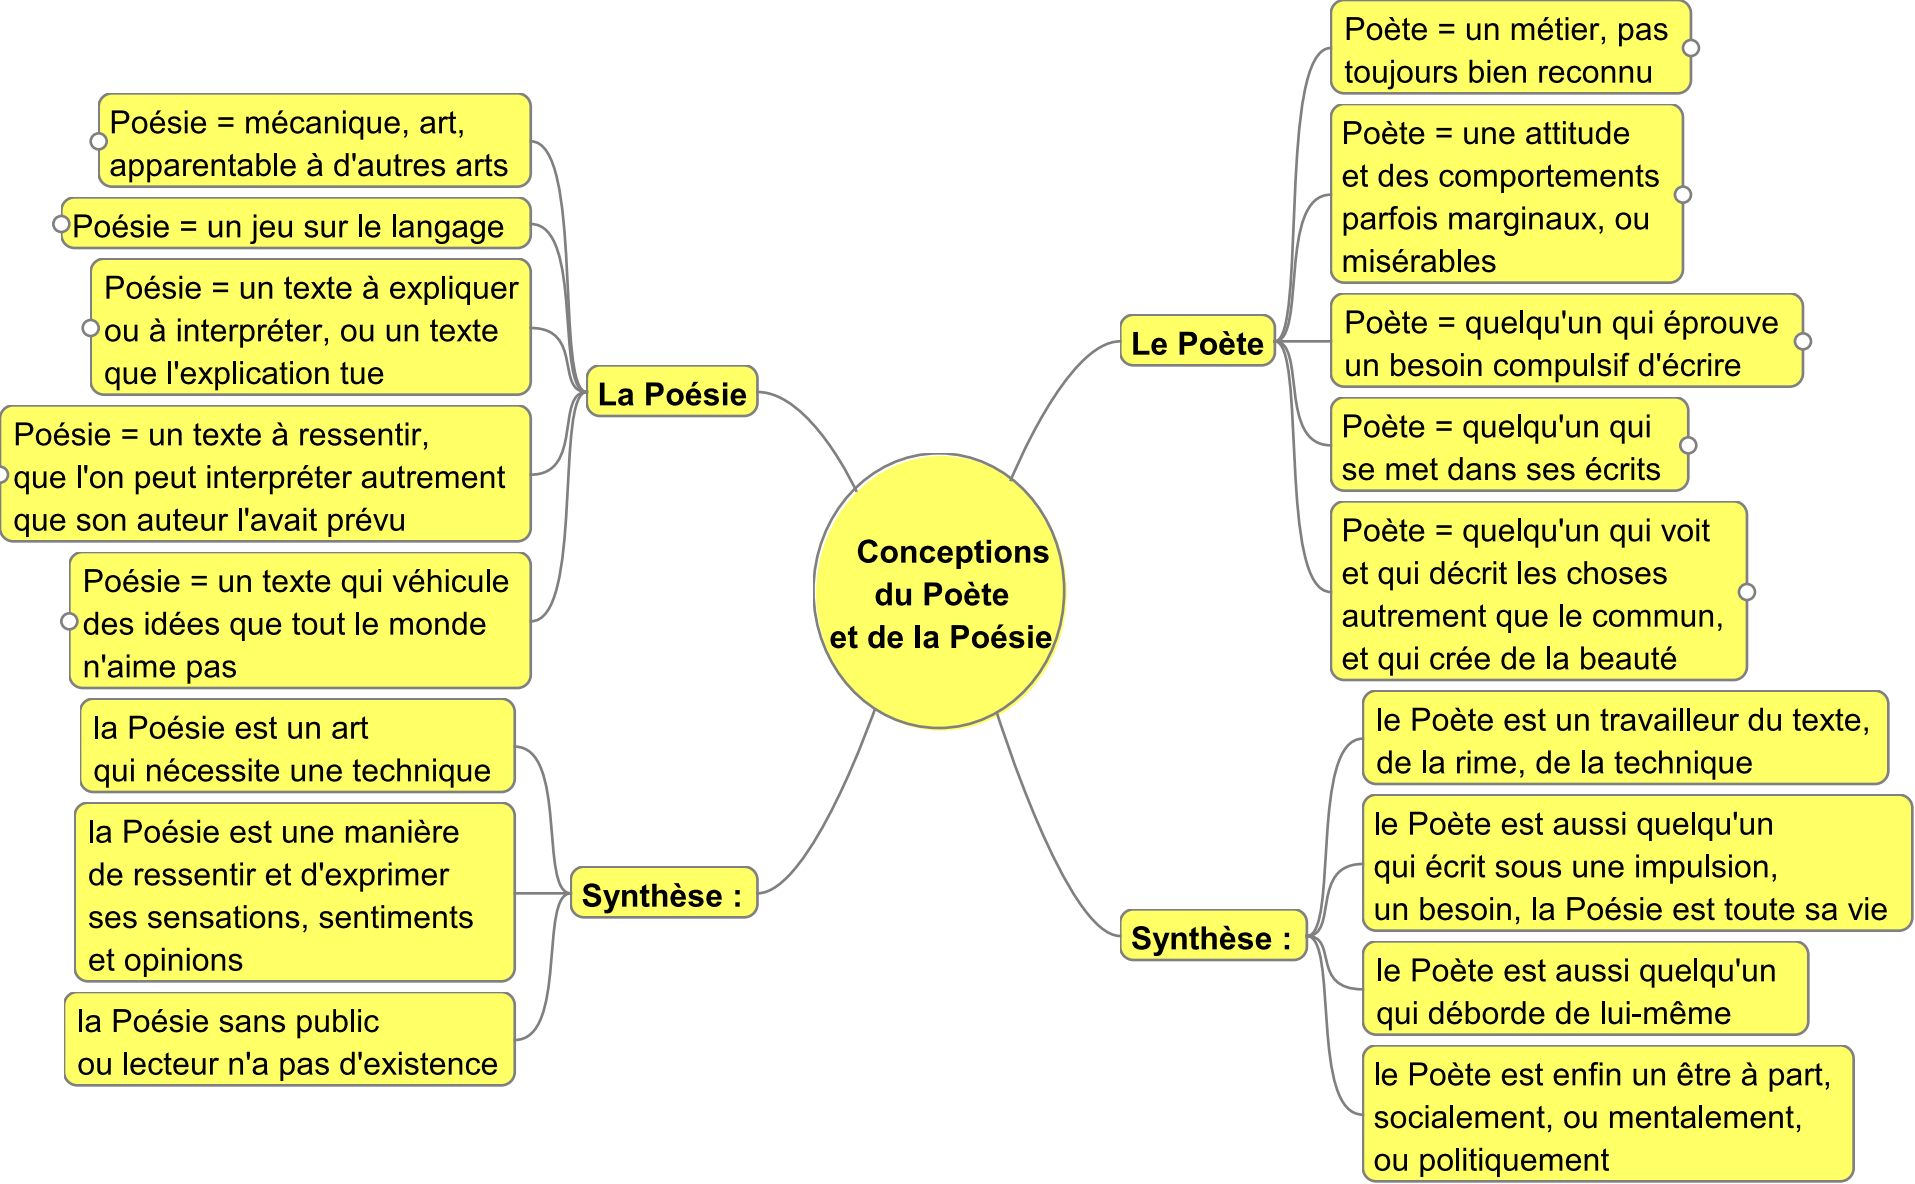 Conceptions
du Poète
et de la Poésie
La Poésie
Poésie = mécanique, art,
apparentable à d'autres arts
Poésie = un jeu sur le langage
Poésie = un texte à expliquer
ou à interpréter, ou un texte
que l'explication tue
Poésie = un texte à ressentir,
que l'on peut interpréter autrement
que son auteur l'avait prévu
Poésie = un texte qui véhicule
des idées que tout le monde
n'aime pas
Synthèse :
la Poésie est un art
qui nécessite une technique
la Poésie est une manière
de ressentir et d'exprimer
ses sensations, sentiments
et opinions
la Poésie sans public
ou lecteur n'a pas d'existence
Le Poète
Poète = un métier, pas
toujours bien reconnu
Poète = une attitude
et des comportements
parfois marginaux, ou
misérables
Poète = quelqu'un qui éprouve
un besoin compulsif d'écrire
Poète = quelqu'un qui
se met dans ses écrits
Poète = quelqu'un qui voit
et qui décrit les choses
autrement que le commun,
et qui crée de la beauté
Synthèse :
le Poète est un travailleur du texte,
de la rime, de la technique
le Poète est aussi quelqu'un
qui écrit sous une impulsion,
un besoin, la Poésie est toute sa vie
le Poète est aussi quelqu'un
qui déborde de lui-même
le Poète est enfin un être à part,
socialement, ou mentalement,
ou politiquement